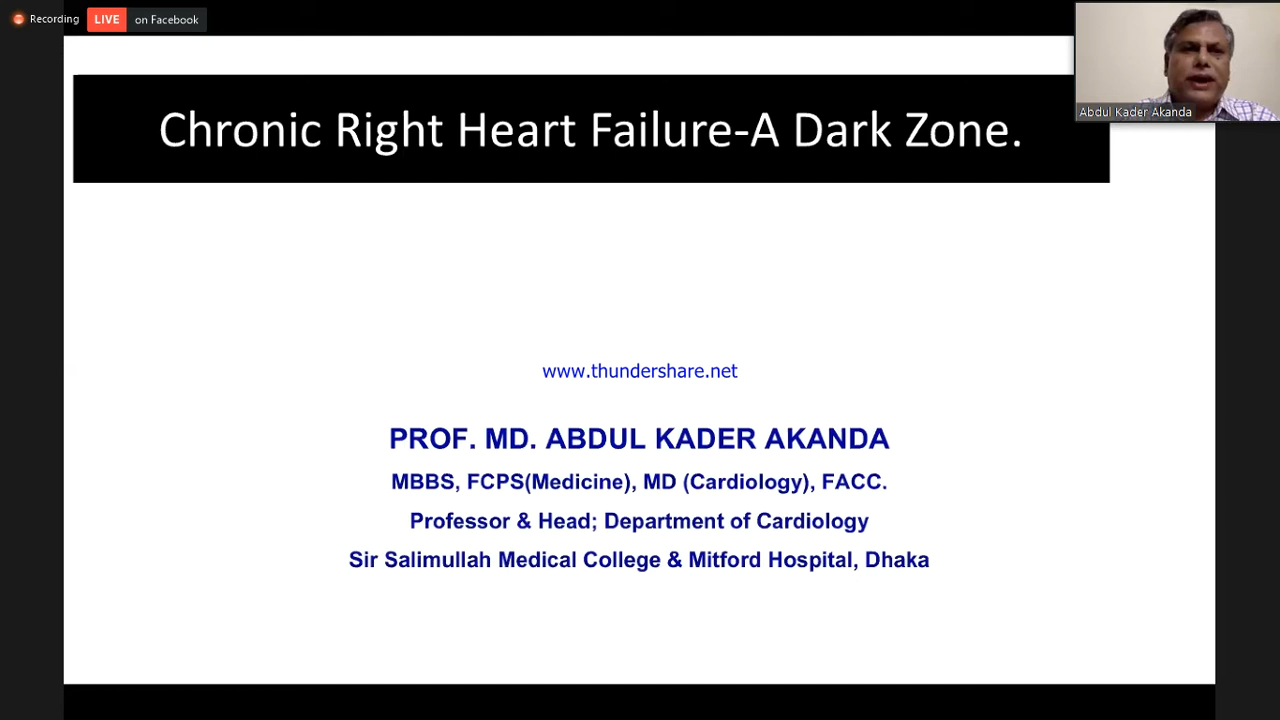 Recording
LIVE on Facebook
Abdul Kader Akanda
Chronic Right Heart Failure-A Dark Zone.
www.thundershare.net
PROF. MD. ABDUL KADER AKANDA
MBBS, FCPS(Medicine), MD (Cardiology), FACC.
Professor & Head; Department of Cardiology
Sir Salimullah Medical College & Mitford Hospital, Dhaka